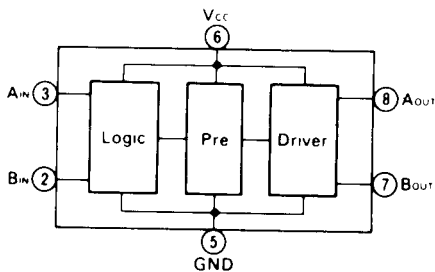 Vcc
6
AIN 3
8 AOUT
Logic
Pre
Driver
BIN 2
7 BOUT
5
GND